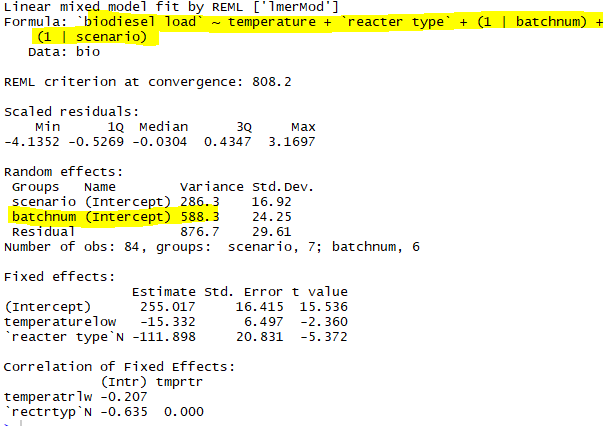 Linear mixed model fit by REML ['lmerMod']
Formula: `biodiesel load` ~ temperature + `reacter type` + (1 | batchnum) +
(1 | scenario)
Data: bio
REML criterion at convergence: 808.2
Scaled residuals:
Min 1Q Median 3Q Max
-4.1352 -0.5269 -0.0304 0.4347 3.1697
Random effects:
Groups Name Variance Std.Dev.
scenario (Intercept) 286.3 16.92
batchnum (Intercept) 588.3 24.25
Residual 876.7 29.61
Number of obs: 84, groups: scenario, 7; batchnum, 6
Fixed effects:
Estimate Std. Error t value
(Intercept) 255.017 16.415 15.536
temperaturelow -15.332 6.497 -2.360
`reacter type`N -111.898 20.831 -5.372
Correlation of Fixed Effects:
(Intr) tmprtr
temperatrlw -0.207
`rectrtyp`N -0.635 0.000